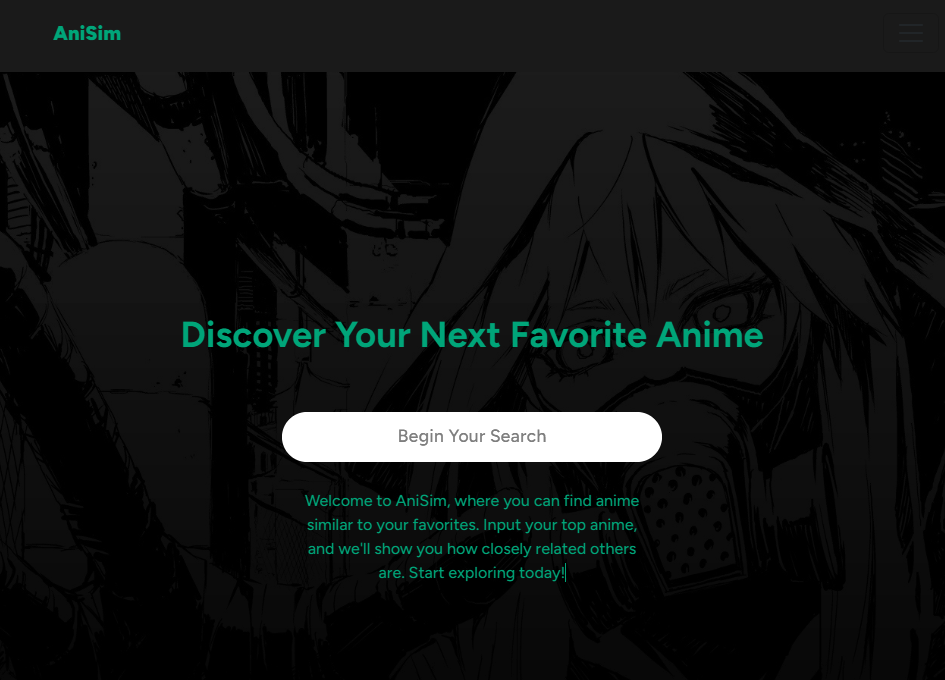 AniSim
Discover Your Next Favorite Anime
Begin Your Search
Welcome to AniSim, where you can find anime
similar to your favorites. Input your top anime,
and we'll show you how closely related others
are. Start exploring today!